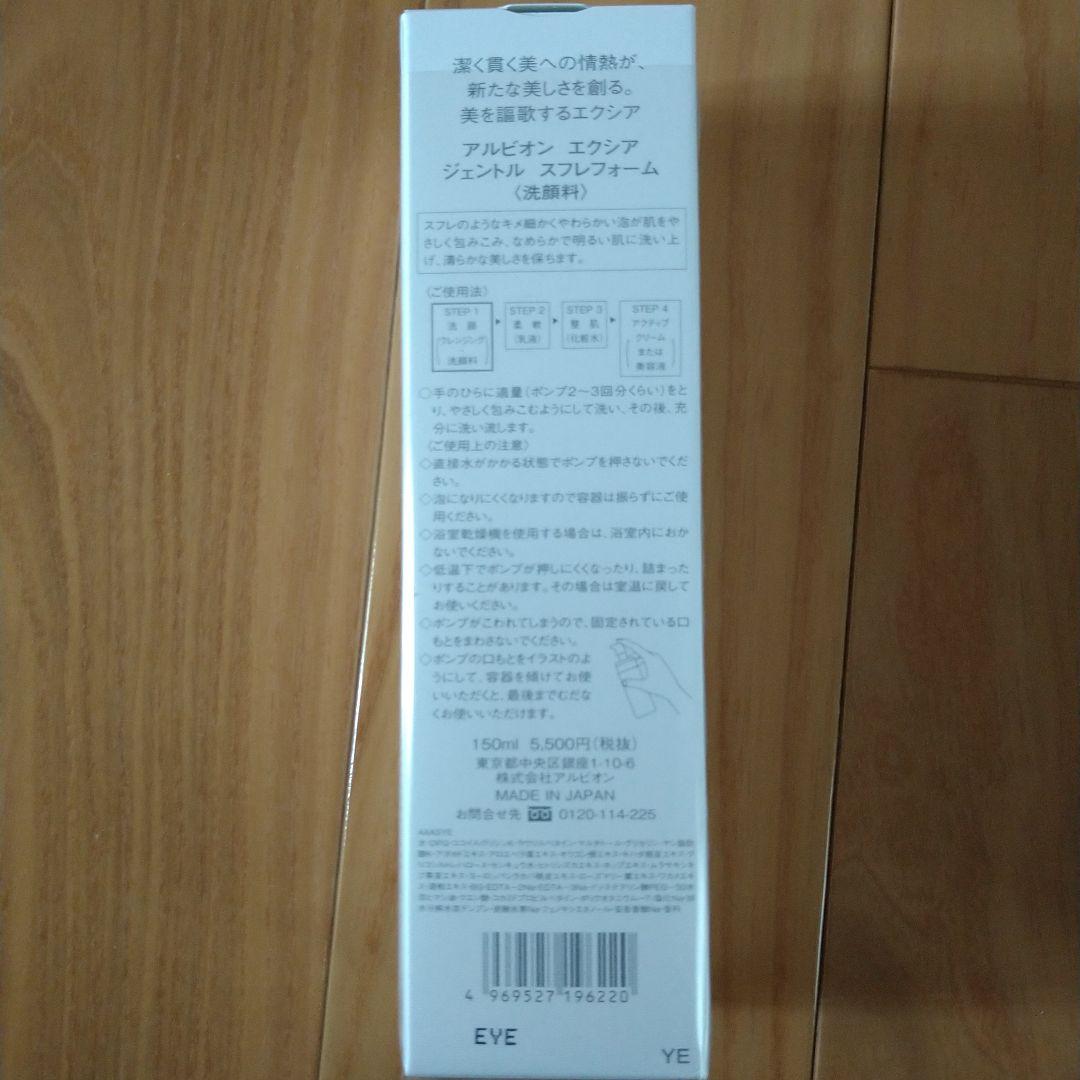 潔く貫く美への情熱が、
新たな美しさを創る。
美を謳歌するエクシア
アルビオン エクシア
ジェントル スフレフォーム
〈洗顔料〉
スフレのようなキメ細かくやわらかい泡が肌をや
さしく包みこみ、なめらかで明るい肌に洗い上
げ、清らかな美しさを保ちます。
〈ご使用法〉
STEP 1
洗顔
クレンジング
洗顔料
STEP 2
柔軟
(乳液)
STEP 3
整肌
(化粧水)
STEP 4
アクティブ
クリーム
または
美容液
○手のひらに適量(ポンプ2〜3回分くらい)をと
り、やさしく包みこむようにして洗い、その後、充
分に洗い流します。
〈ご使用上の注意〉
◇直接水がかかる状態でポンプを押さないでくだ
さい。
◇泡になりにくくなりますので容器は振らずにご使
用ください。
◇浴室乾燥機を使用する場合は、浴室内におか
ないでください。
◇低温下でポンプが押しにくくなったり、詰まった
りすることがあります。その場合は室温に戻して
お使いください。
◇ポンプがこわれてしまうので、固定されている口
もとをまわさないでください。
◇ポンプの口もとをイラストのよ
うにして、容器を傾けてお使
いいただくと、最後までむだな
くお使いいただけます。
150ml 5,500円(税抜)
東京都中央区銀座1-10-6
株式会社アルビオン
MADE IN JAPAN
お問合せ先 0120-114-225
4 969527 196220
EYE
YE